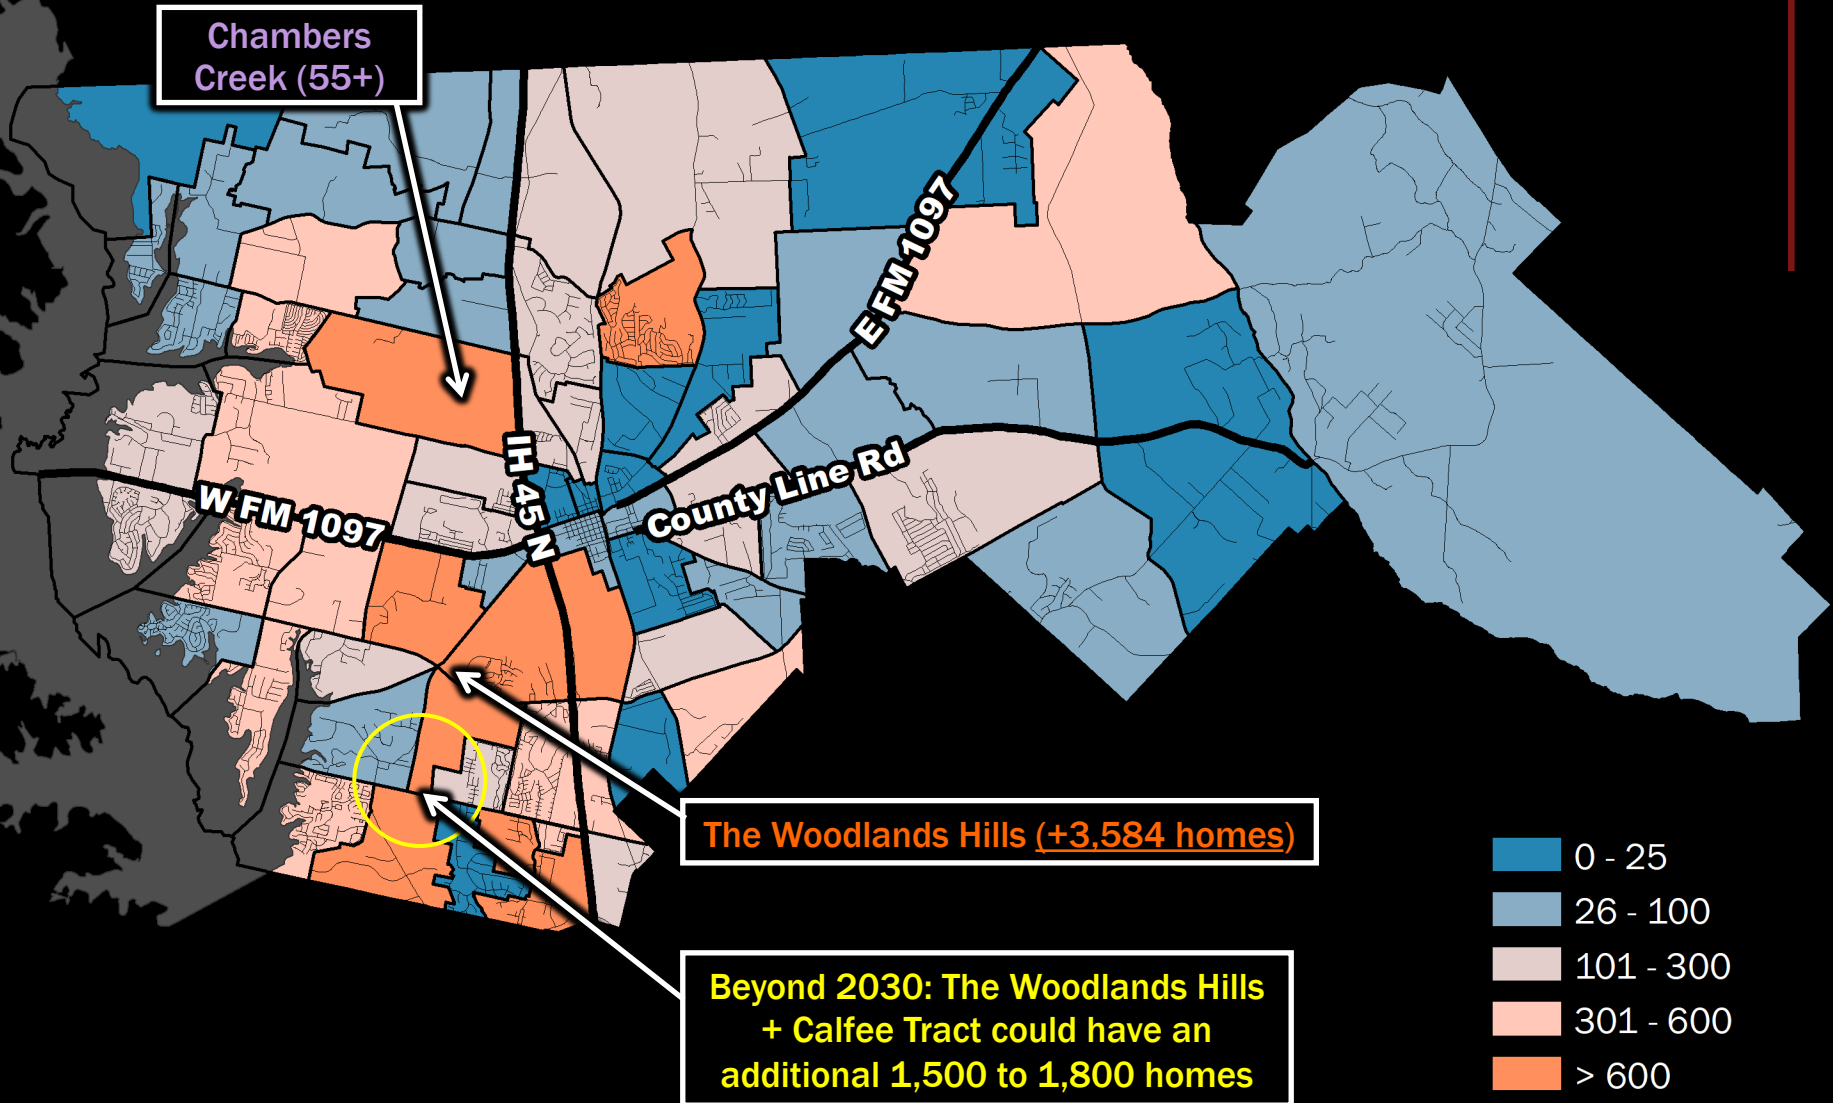 Chambers
Creek (55+)
E FM 1097
IH 45 N
County Line Rd
W FM 1097
The Woodlands Hills (+3,584 homes)
Beyond 2030: The Woodlands Hills
+ Calfee Tract could have an
additional 1,500 to 1,800 homes
0 - 25
26 - 100
101 - 300
301 - 600
> 600